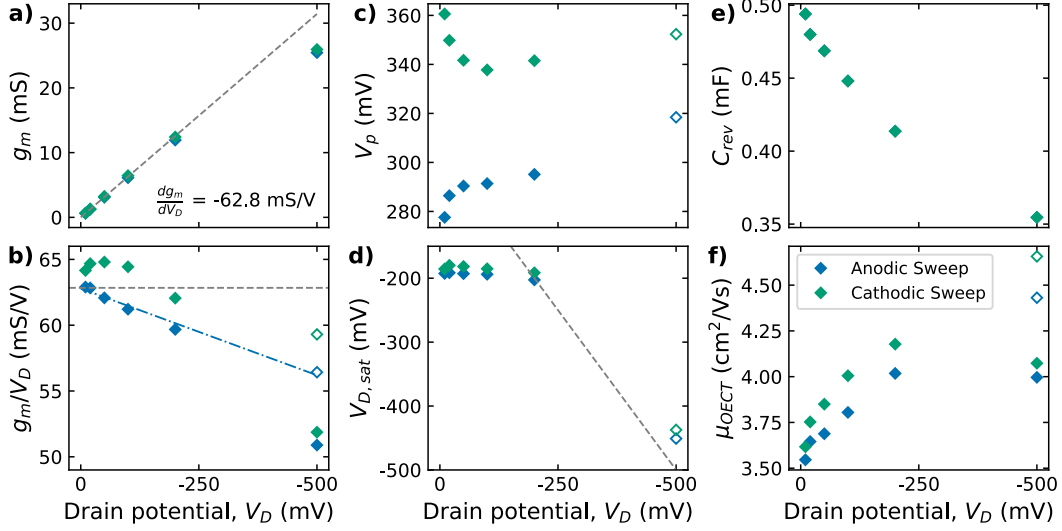 a)
30
20
10
0
g_m (mS)
dg_m/dV_D = -62.8 mS/V
b)
65
60
55
50
g_m/V_D (mS/V)
0
-250
-500
Drain potential, V_D (mV)
c)
360
340
320
300
280
V_p (mV)
d)
-200
-300
-400
-500
V_D, sat (mV)
0
-250
-500
Drain potential, V_D (mV)
e)
0.50
0.45
0.40
0.35
C_rev (mF)
f)
Anodic Sweep
Cathodic Sweep
4.50
4.25
4.00
3.75
3.50
μ_OECT (cm²/Vs)
0
-250
-500
Drain potential, V_D (mV)